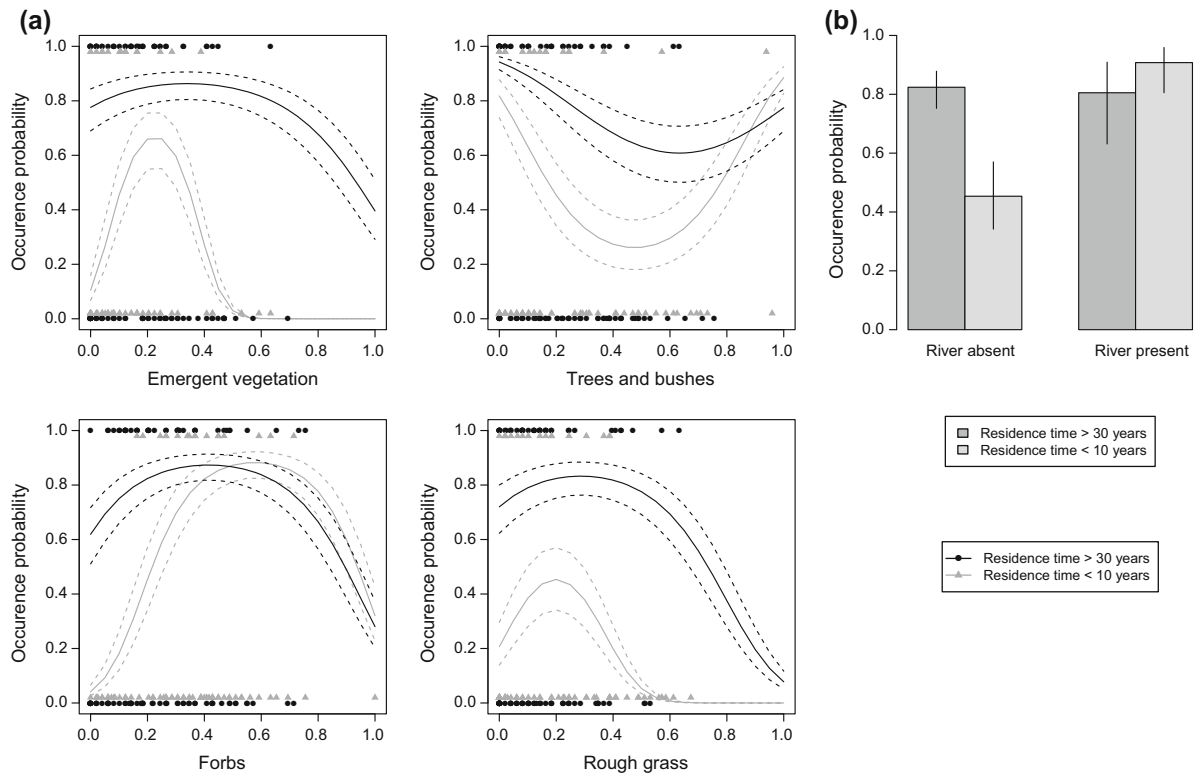 (a)
1.0
0.8
0.6
0.4
0.2
0.0
Occurence probability
0.0 0.2 0.4 0.6 0.8 1.0
Emergent vegetation
1.0
0.8
0.6
0.4
0.2
0.0
Occurence probability
0.0 0.2 0.4 0.6 0.8 1.0
Trees and bushes
(b)
1.0
0.8
0.6
0.4
0.2
0.0
Occurence probability
River absent River present
1.0
0.8
0.6
0.4
0.2
0.0
Occurence probability
0.0 0.2 0.4 0.6 0.8 1.0
Forbs
1.0
0.8
0.6
0.4
0.2
0.0
Occurence probability
0.0 0.2 0.4 0.6 0.8 1.0
Rough grass
Residence time > 30 years
Residence time < 10 years
Residence time > 30 years
Residence time < 10 years